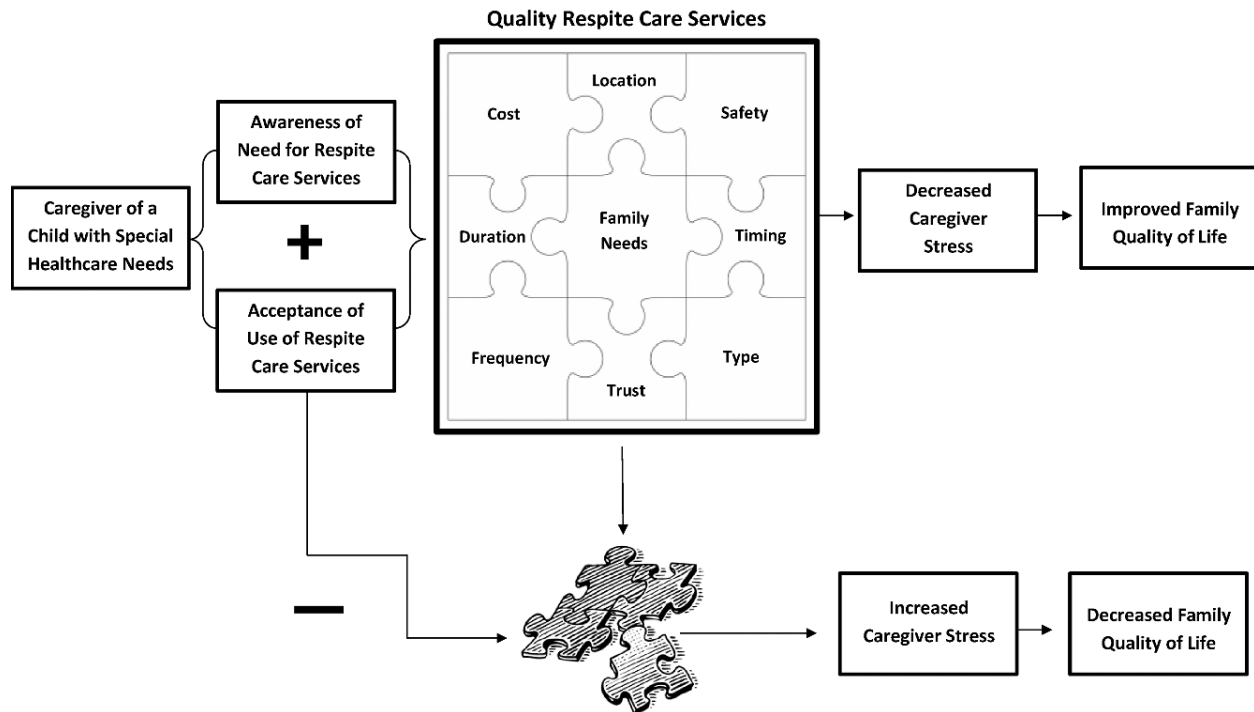 Quality Respite Care Services
Caregiver of a
Child with Special
Healthcare Needs
Awareness of
Need for Respite
Care Services
+
Acceptance of
Use of Respite
Care Services
Cost
Location
Safety
Duration
Family
Needs
Timing
Frequency
Trust
Type
Decreased
Caregiver
Stress
Improved Family
Quality of Life
−
Increased
Caregiver Stress
Decreased Family
Quality of Life